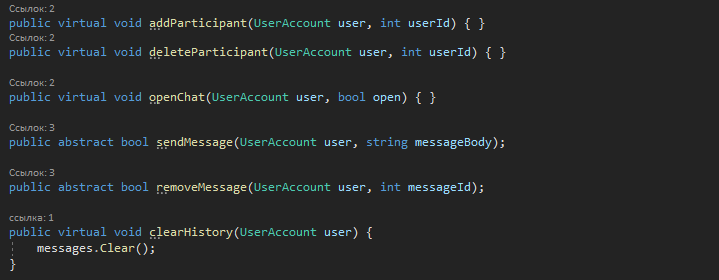 Ссылок: 2
public virtual void addParticipant(UserAccount user, int userId) { }
Ссылок: 2
public virtual void deleteParticipant(UserAccount user, int userId) { }
Ссылок: 2
public virtual void openChat(UserAccount user, bool open) { }
Ссылок: 3
public abstract bool sendMessage(UserAccount user, string messageBody);
Ссылок: 3
public abstract bool removeMessage(UserAccount user, int messageId);
ссылка: 1
public virtual void clearHistory(UserAccount user) {
    messages.Clear();
}